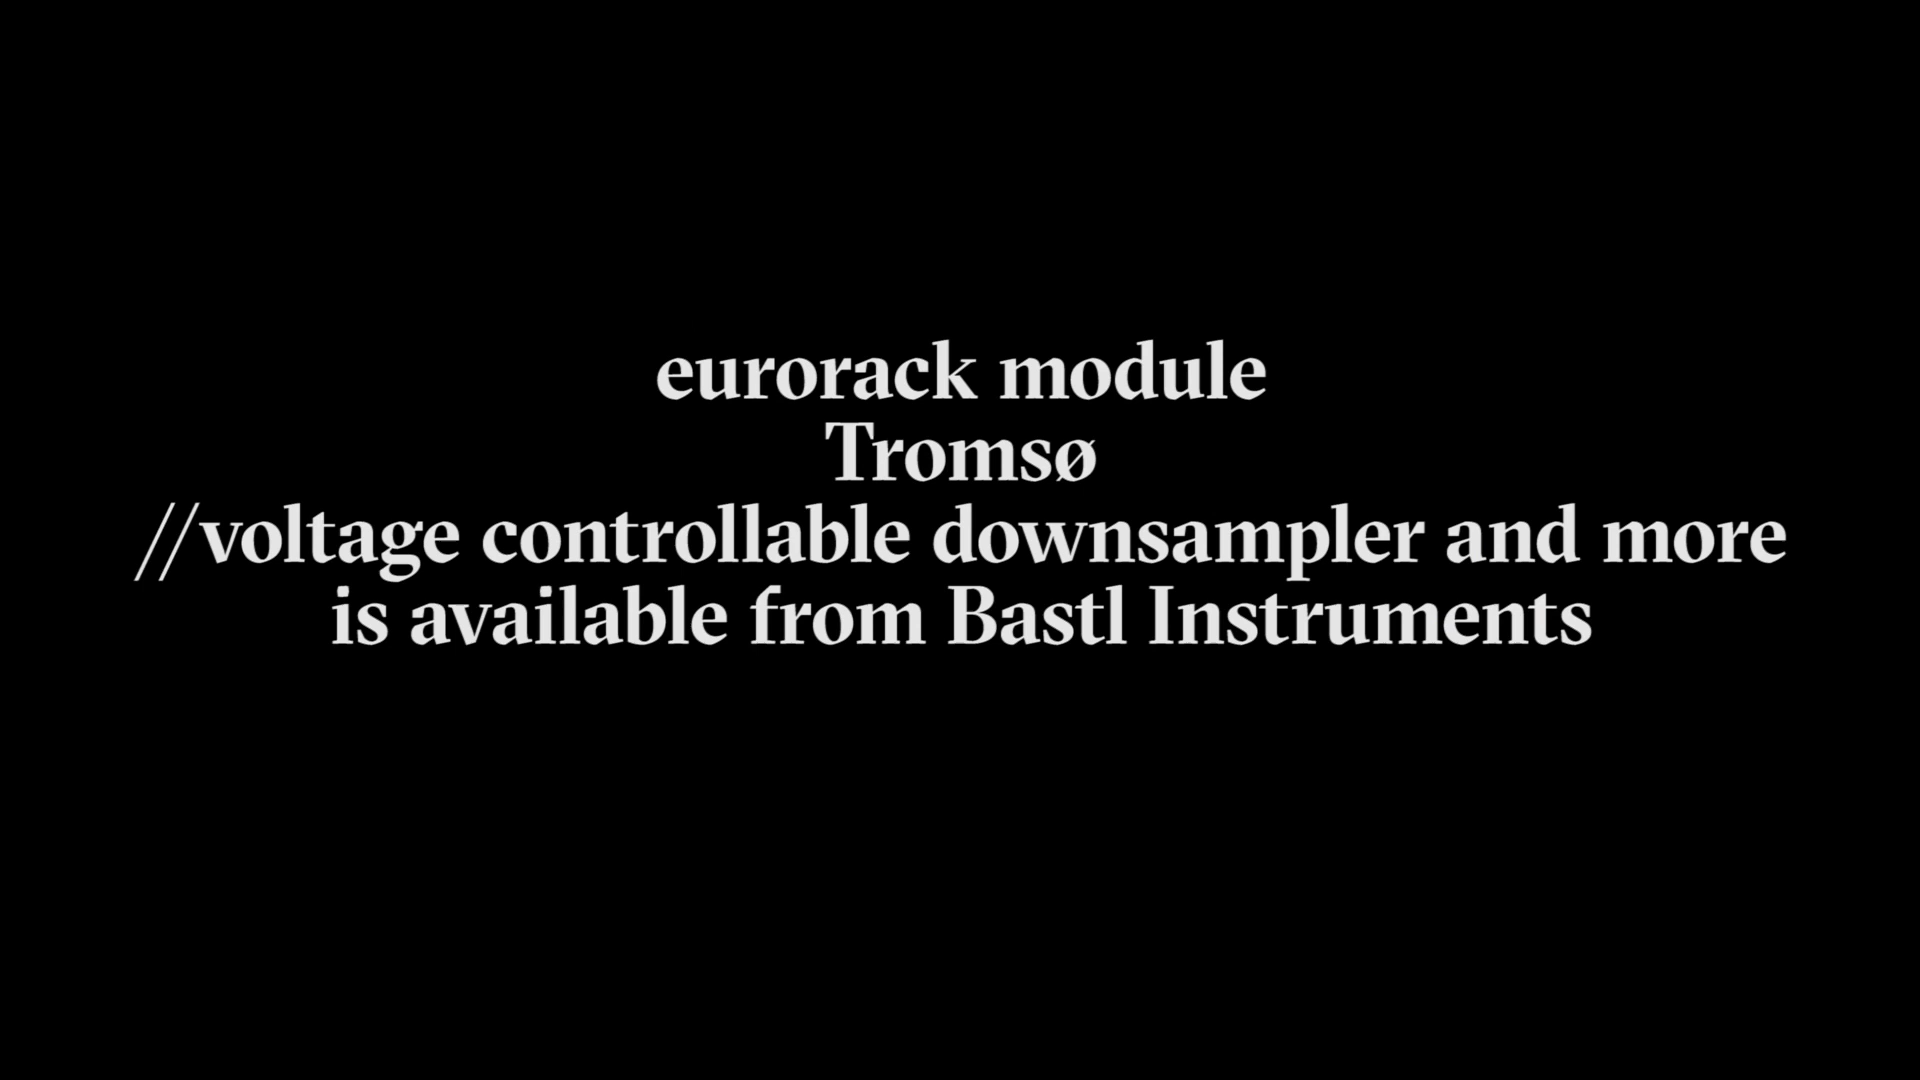 eurorack module
Tromsø
//voltage controllable downsampler and more
is available from Bastl Instruments